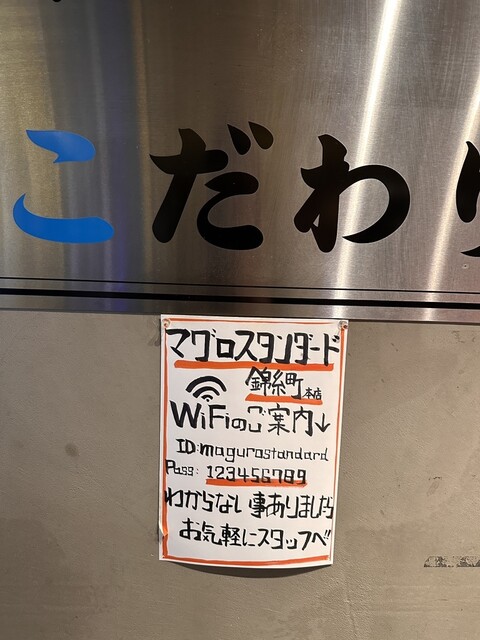 こだわり
マグロスタンダード
錦糸町本店
WiFiのご案内↓
ID:magurostandard
Pass: 123456789
わからない事ありましたら
お気軽にスタッフへ